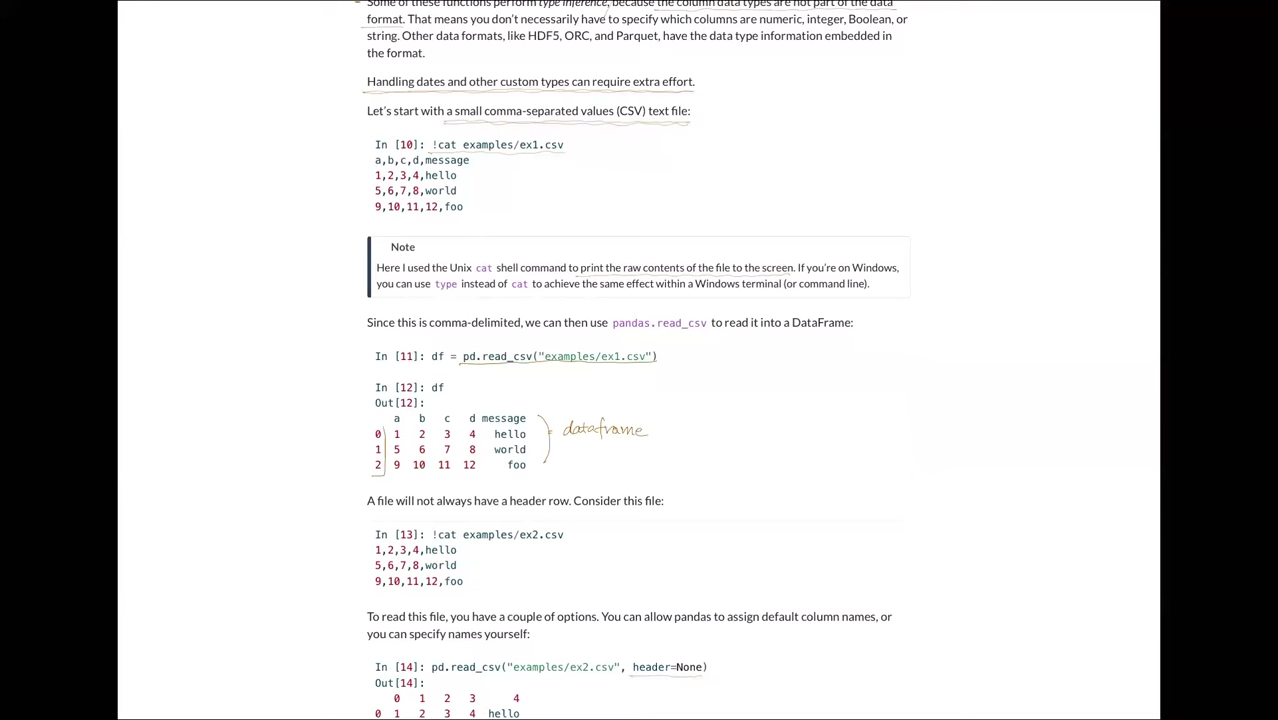 Some of these functions perform type inference, because the column data types are not part of the data
format. That means you don't necessarily have to specify which columns are numeric, integer, Boolean, or
string. Other data formats, like HDF5, ORC, and Parquet, have the data type information embedded in
the format.
Handling dates and other custom types can require extra effort.
Let's start with a small comma-separated values (CSV) text file:
In [10]: !cat examples/ex1.csv
a,b,c,d,message
1,2,3,4,hello
5,6,7,8,world
9,10,11,12,foo
Note
Here I used the Unix cat shell command to print the raw contents of the file to the screen. If you're on Windows,
you can use type instead of cat to achieve the same effect within a Windows terminal (or command line).
Since this is comma-delimited, we can then use pandas.read_csv to read it into a DataFrame:
In [11]: df = pd.read_csv("examples/ex1.csv")
In [12]: df
Out[12]:
a b c d message
0 1 2 3 4 hello
1 5 6 7 8 world
2 9 10 11 12 foo
dataframe
A file will not always have a header row. Consider this file:
In [13]: !cat examples/ex2.csv
1,2,3,4,hello
5,6,7,8,world
9,10,11,12,foo
To read this file, you have a couple of options. You can allow pandas to assign default column names, or
you can specify names yourself:
In [14]: pd.read_csv("examples/ex2.csv", header=None)
Out[14]:
0 1 2 3 4
0 1 2 3 4 hello